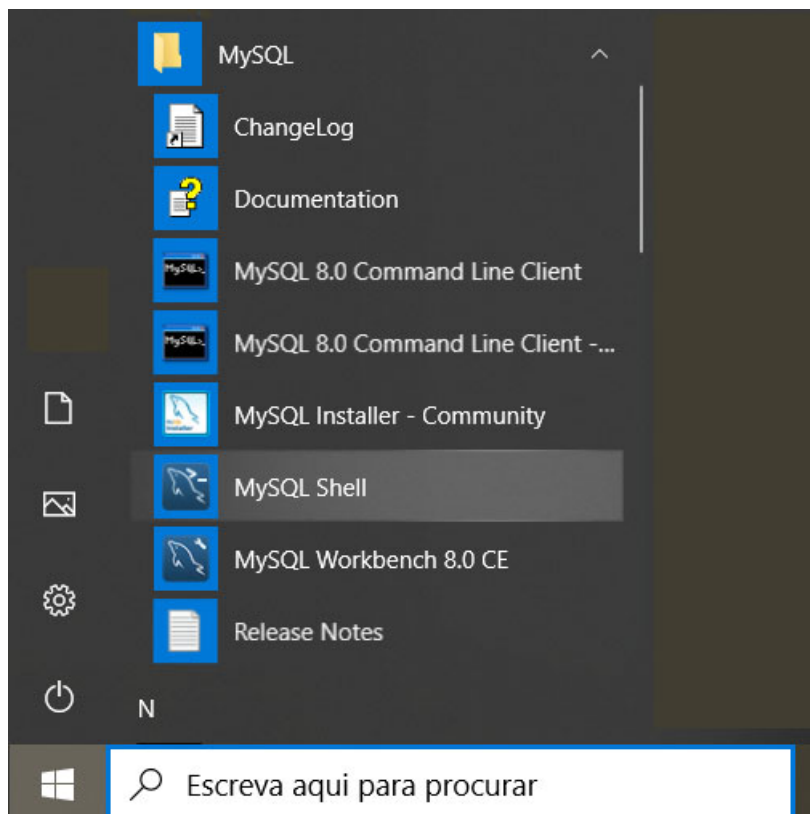 MySQL
ChangeLog
Documentation
MySQL 8.0 Command Line Client
MySQL 8.0 Command Line Client -...
MySQL Installer - Community
MySQL Shell
MySQL Workbench 8.0 CE
Release Notes
N
Escreva aqui para procurar